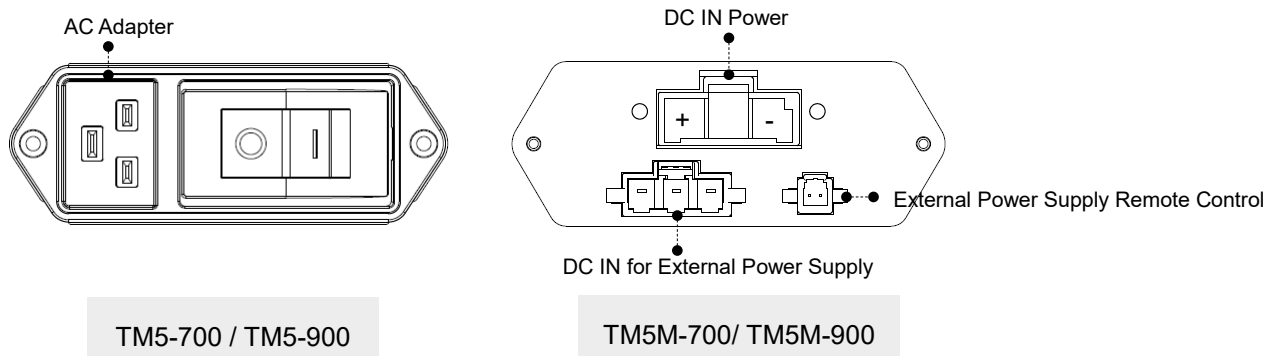 AC Adapter
DC IN Power
+ -
External Power Supply Remote Control
DC IN for External Power Supply
TM5-700 / TM5-900
TM5M-700/ TM5M-900